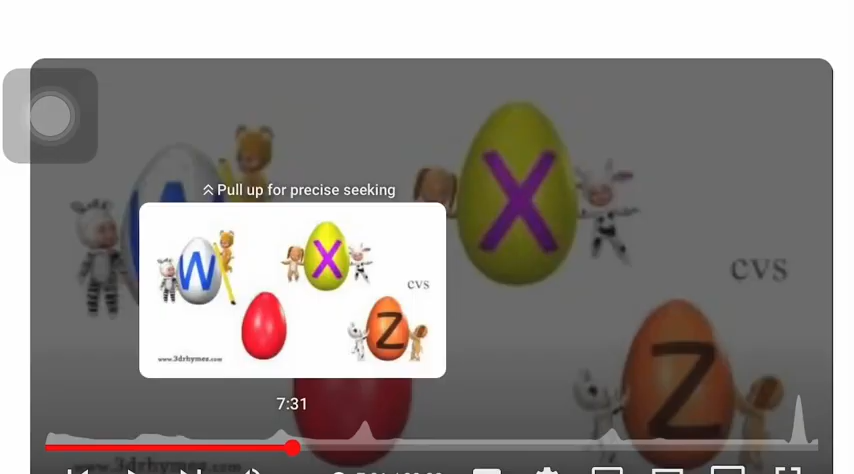 Pull up for precise seeking
W
X
cvs
Z
www.3drhymes.com
X
cvs
Z
7:31